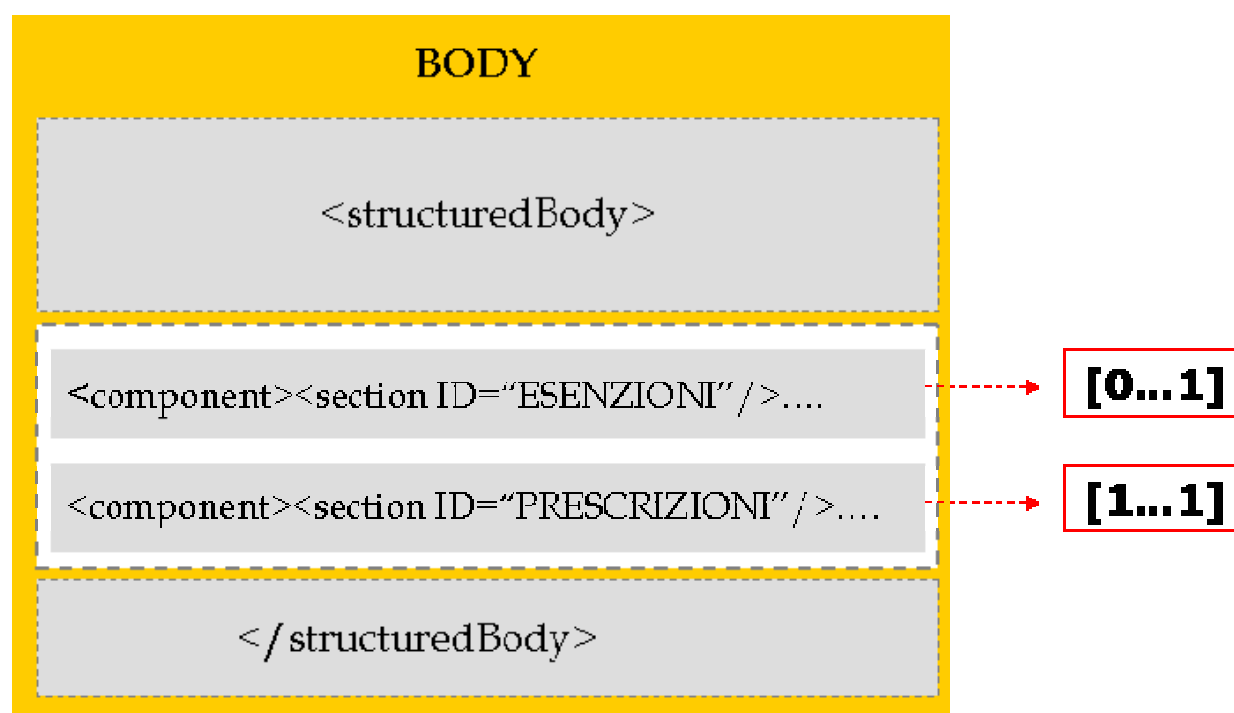 BODY
<structuredBody>
<component><section ID=“ESENZIONI”/>....
[0...1]
<component><section ID=“PRESCRIZIONI”/>....
[1...1]
</structuredBody>